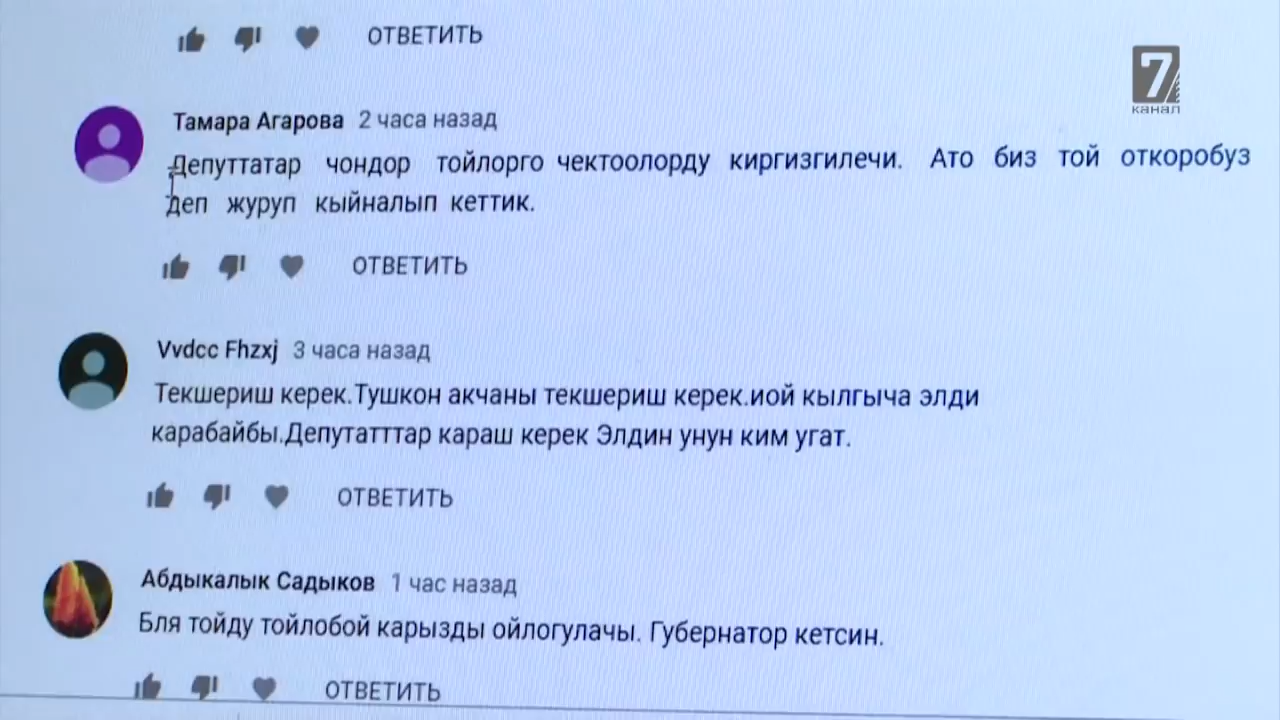 ОТВЕТИТЬ
7
канал
Тамара Агарова 2 часа назад
Депуттатар чондор тойлорго чектоолорду киргизгилечи. Ато биз той откоробуз
деп журуп кыйналып кеттик.
ОТВЕТИТЬ
Vvdcc Fhzxj 3 часа назад
Текшериш керек.Тушкон акчаны текшериш керек.иой кылгыча элди
карабайбы.Депутатттар караш керек Элдин унун ким угат.
ОТВЕТИТЬ
Абдыкалык Садыков 1 час назад
Бля тойду тойлобой карызды ойлогулачы. Губернатор кетсин.
ОТВЕТИТЬ